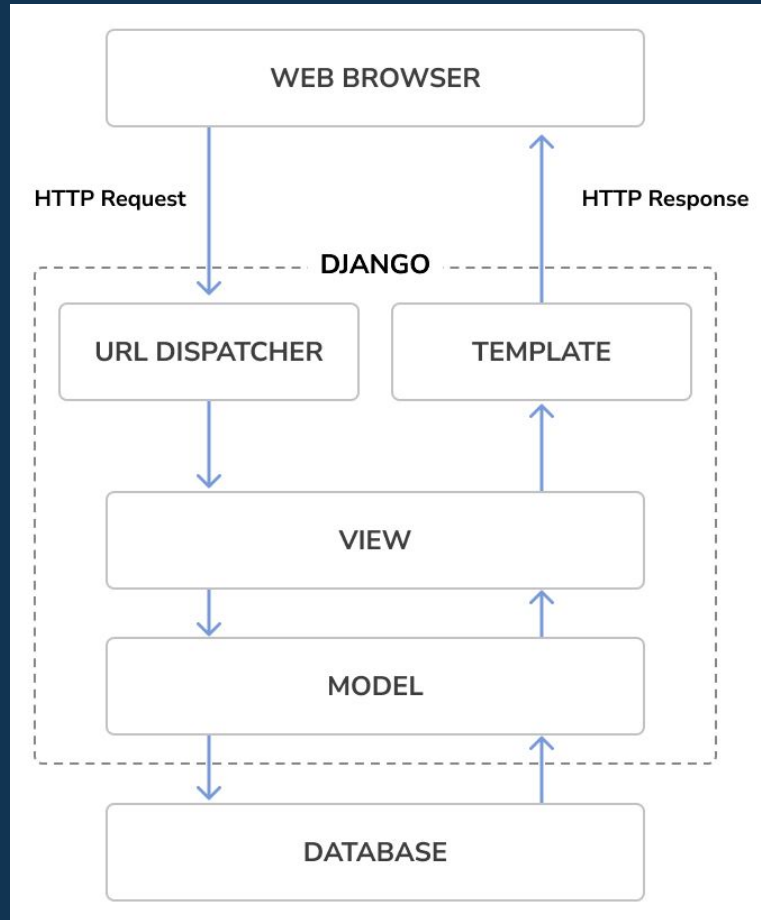 WEB BROWSER
HTTP Request
HTTP Response
DJANGO
URL DISPATCHER
TEMPLATE
VIEW
MODEL
DATABASE